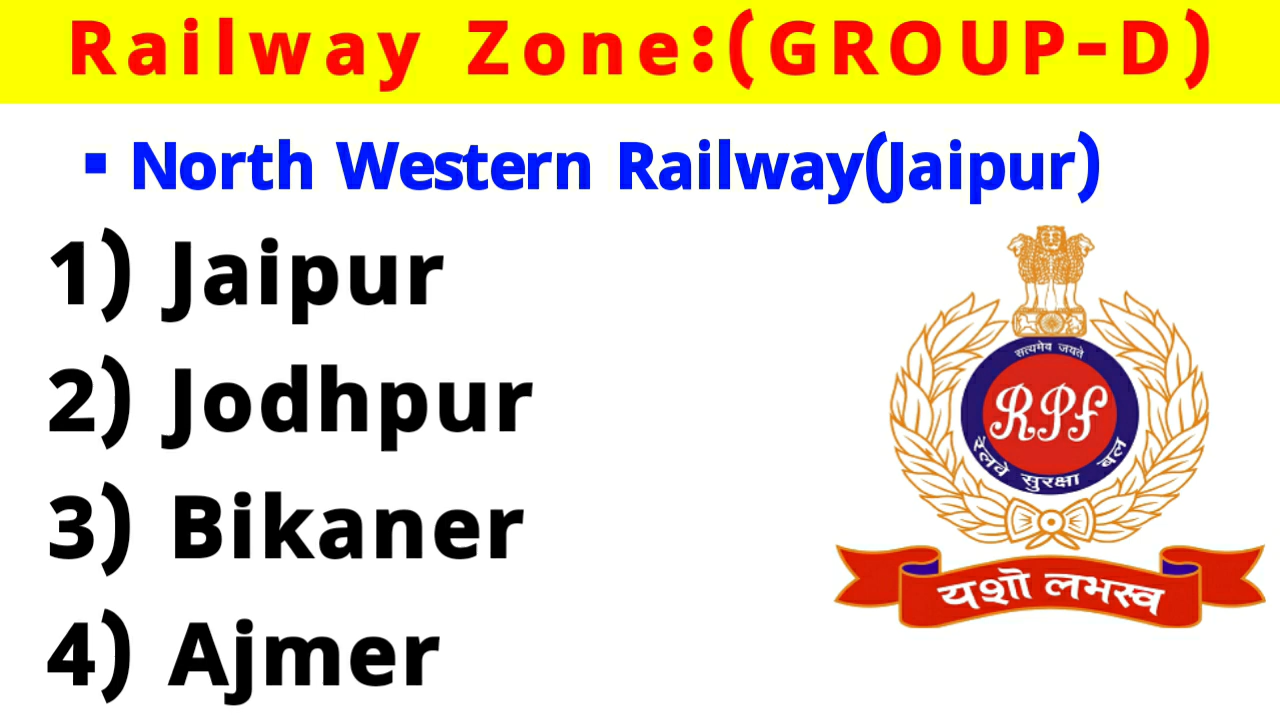 Railway Zone:(GROUP-D)
▪ North Western Railway(Jaipur)
1) Jaipur
2) Jodhpur
3) Bikaner
4) Ajmer
सत्यमेव जयते
RPf
रेलवे सुरक्षा बल
यशो लभस्व